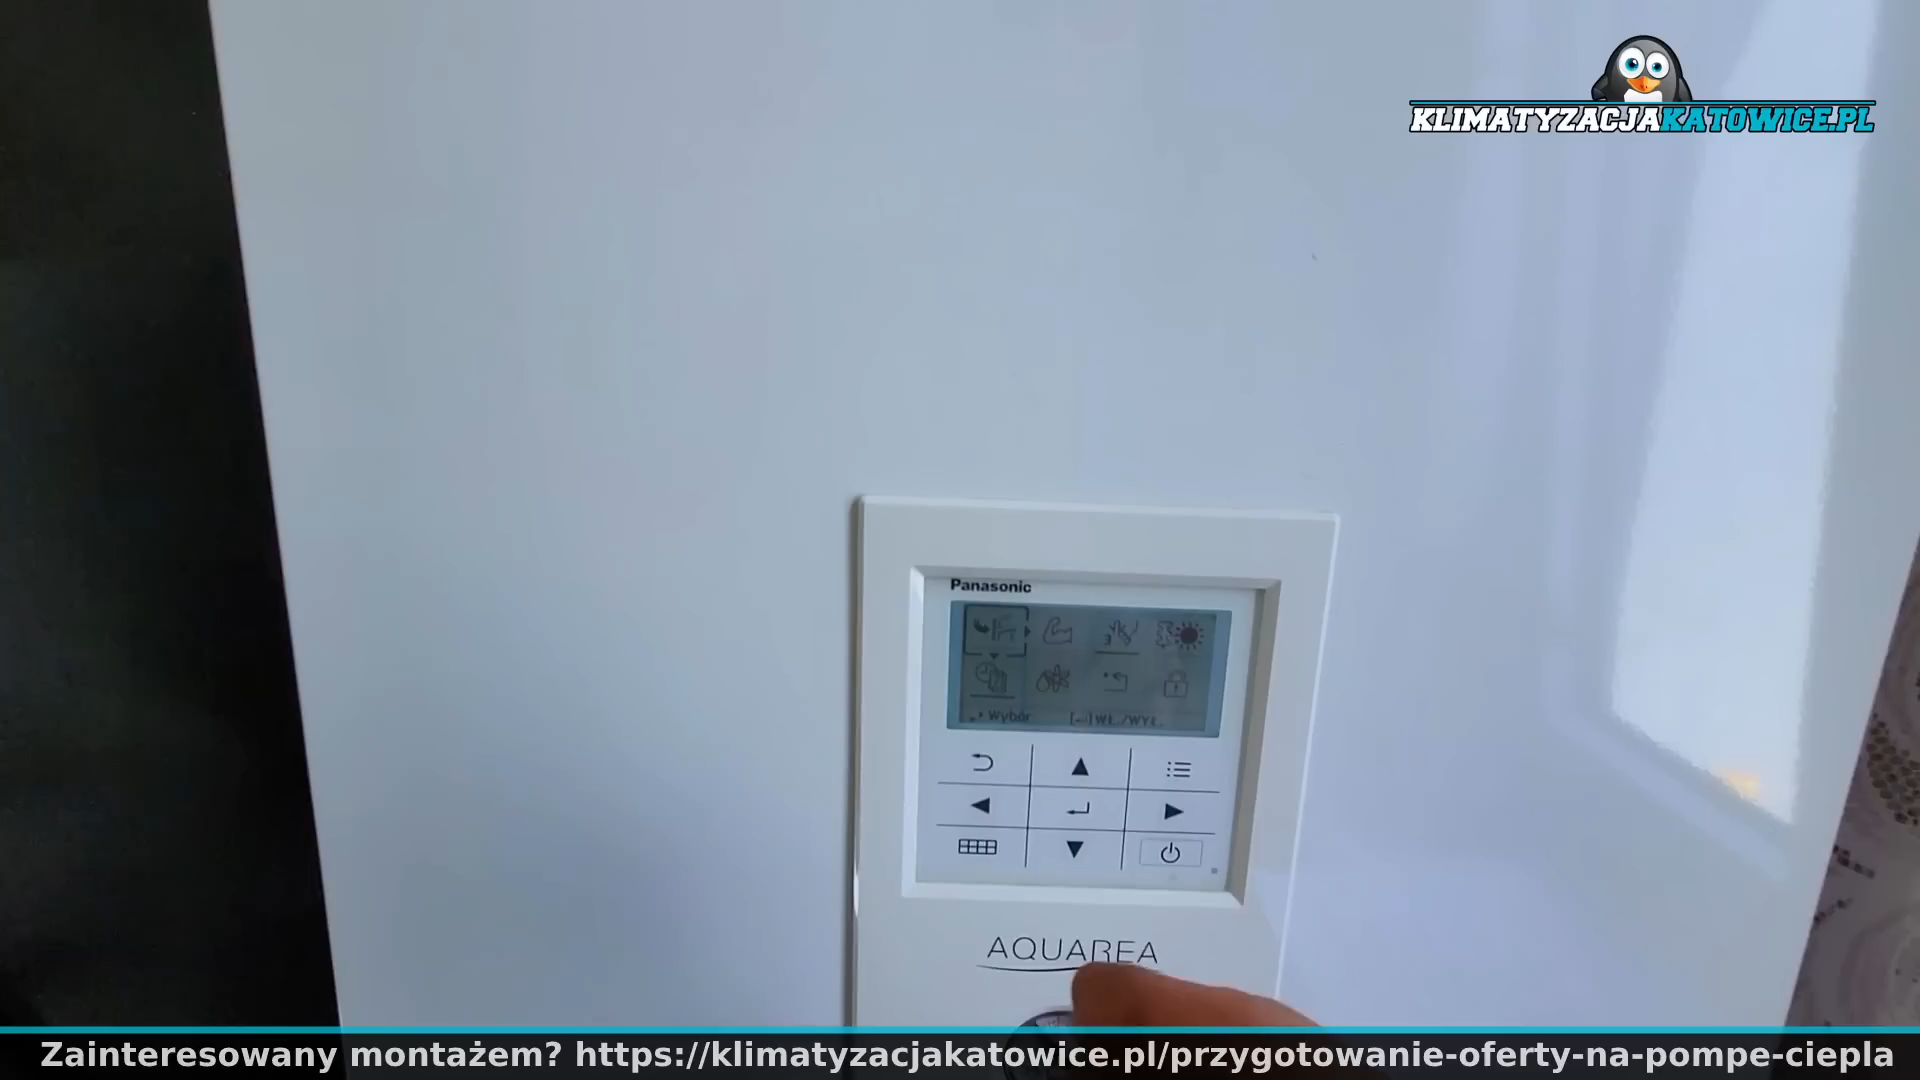 KLIMATYZACJAKATOWICE.PL
Panasonic
Wybór [↵] WŁ./WYŁ.
AQUAREA
Zainteresowany montażem? https://klimatyzacjakatowice.pl/przygotowanie-oferty-na-pompe-ciepla